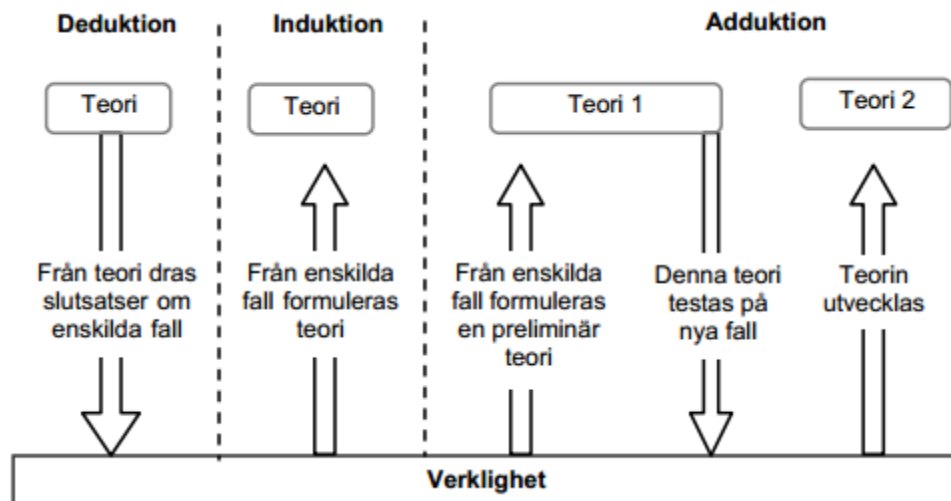 Deduktion
Induktion
Adduktion
Teori
Teori
Teori 1
Teori 2
Från teori dras
slutsatser om
enskilda fall
Från enskilda
fall formuleras
teori
Från enskilda
fall formuleras
en preliminär
teori
Denna teori
testas på
nya fall
Teorin
utvecklas
Verklighet